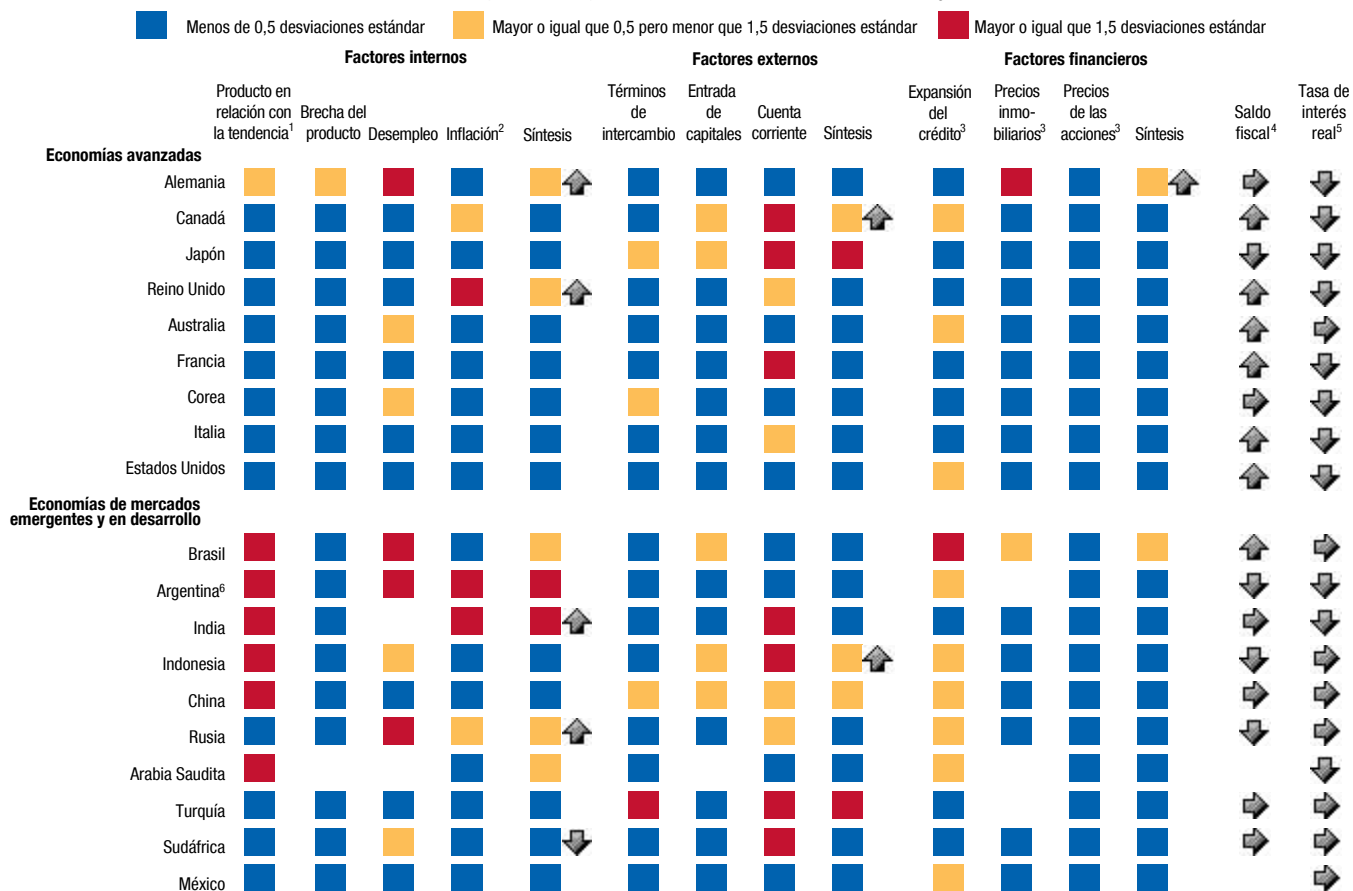 Menos de 0,5 desviaciones estándar Mayor o igual que 0,5 pero menor que 1,5 desviaciones estándar Mayor o igual que 1,5 desviaciones estándar
Factores internos Factores externos Factores financieros
Producto en relación con la tendencia1 Brecha del producto Desempleo Inflación2 Síntesis Términos de intercambio Entrada de capitales Cuenta corriente Síntesis Expansión del crédito3 Precios inmo-biliarios3 Precios de las acciones3 Síntesis Saldo fiscal4 Tasa de interés real5
Economías avanzadas
Alemania
Canadá
Japón
Reino Unido
Australia
Francia
Corea
Italia
Estados Unidos
Economías de mercados
emergentes y en desarrollo
Brasil
Argentina6
India
Indonesia
China
Rusia
Arabia Saudita
Turquía
Sudáfrica
México